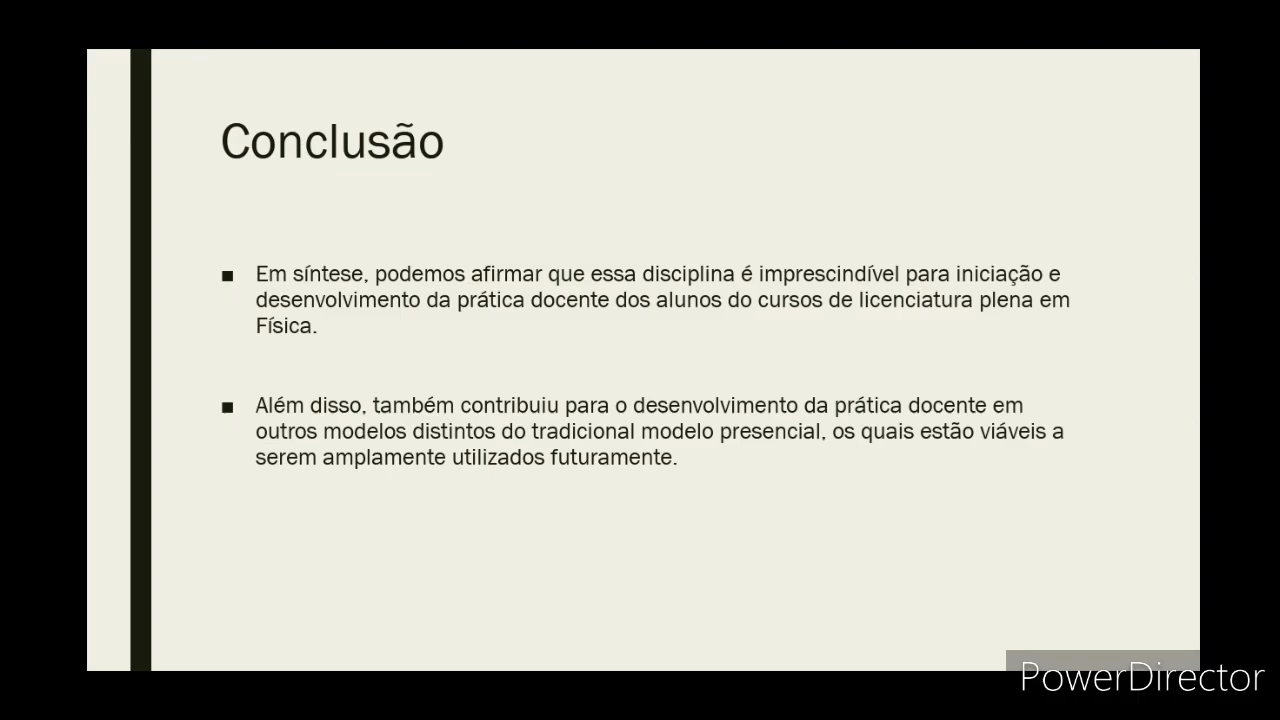 Conclusão
▪ Em síntese, podemos afirmar que essa disciplina é imprescindível para iniciação e
desenvolvimento da prática docente dos alunos do cursos de licenciatura plena em
Física.
▪ Além disso, também contribuiu para o desenvolvimento da prática docente em
outros modelos distintos do tradicional modelo presencial, os quais estão viáveis a
serem amplamente utilizados futuramente.
PowerDirector